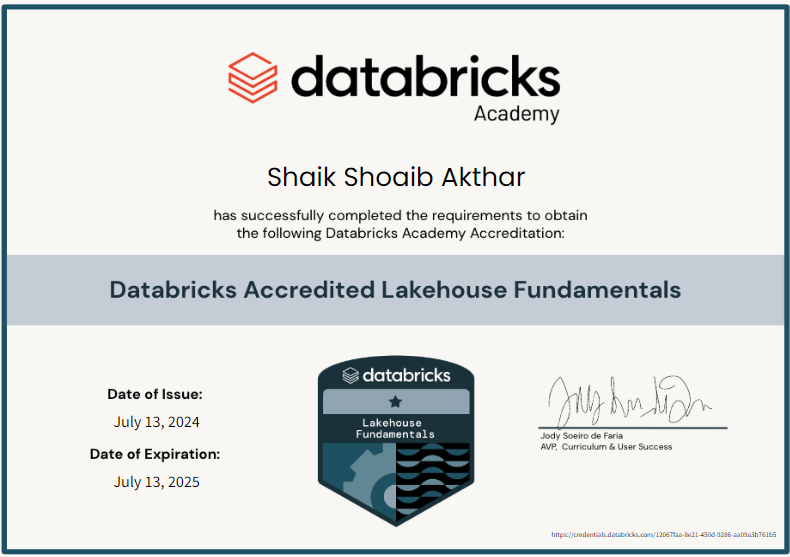 databricks
Academy
Shaik Shoaib Akthar
has successfully completed the requirements to obtain
the following Databricks Academy Accreditation:
Databricks Accredited Lakehouse Fundamentals
Date of Issue:
July 13, 2024
Date of Expiration:
July 13, 2025
databricks
Lakehouse
Fundamentals
Jody Soeiro de Faria
AVP, Curriculum & User Success
https://credentials.databricks.com/12067faa-8e21-450d-9286-aa09a3b761b5